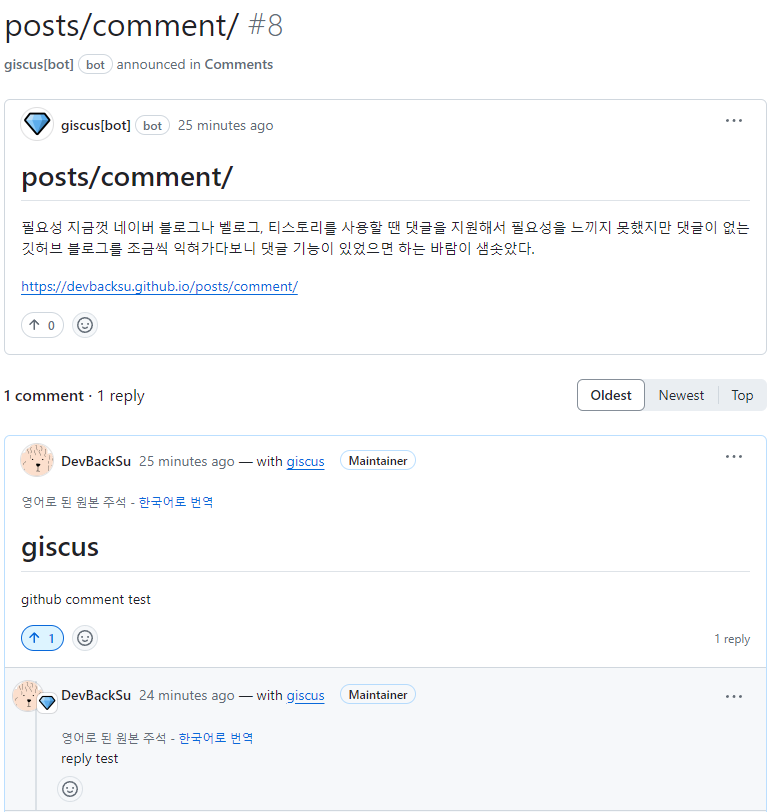 posts/comment/ #8
giscus[bot] bot announced in Comments
giscus[bot] bot 25 minutes ago
posts/comment/
필요성 지금껏 네이버 블로그나 벨로그, 티스토리를 사용할 땐 댓글을 지원해서 필요성을 느끼지 못했지만 댓글이 없는
깃허브 블로그를 조금씩 익혀가다보니 댓글 기능이 있었으면 하는 바람이 샘솟았다.
https://devbacksu.github.io/posts/comment/
0
1 comment · 1 reply
Oldest Newest Top
DevBackSu 25 minutes ago — with giscus Maintainer
영어로 된 원본 주석 - 한국어로 번역
giscus
github comment test
1
1 reply
DevBackSu 24 minutes ago — with giscus Maintainer
영어로 된 원본 주석 - 한국어로 번역
reply test